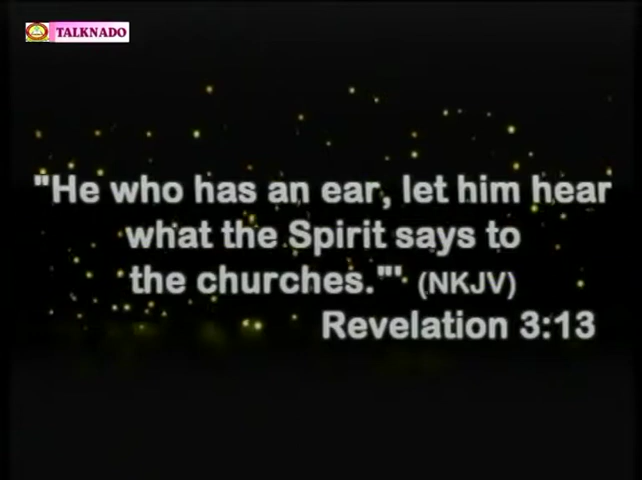 TALKNADO
"He who has an ear, let him hear
what the Spirit says to
the churches."' (NKJV)
Revelation 3:13